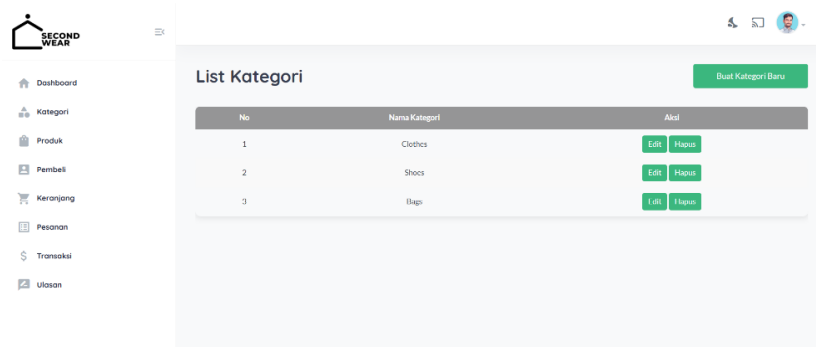 SECOND
WEAR
Dashboard
Kategori
Produk
Pembeli
Keranjang
Pesanan
Transaksi
Ulasan
List Kategori
Buat Kategori Baru
No Nama Kategori Aksi
1 Clothes Edit Hapus
2 Shoes Edit Hapus
3 Bags Edit Hapus